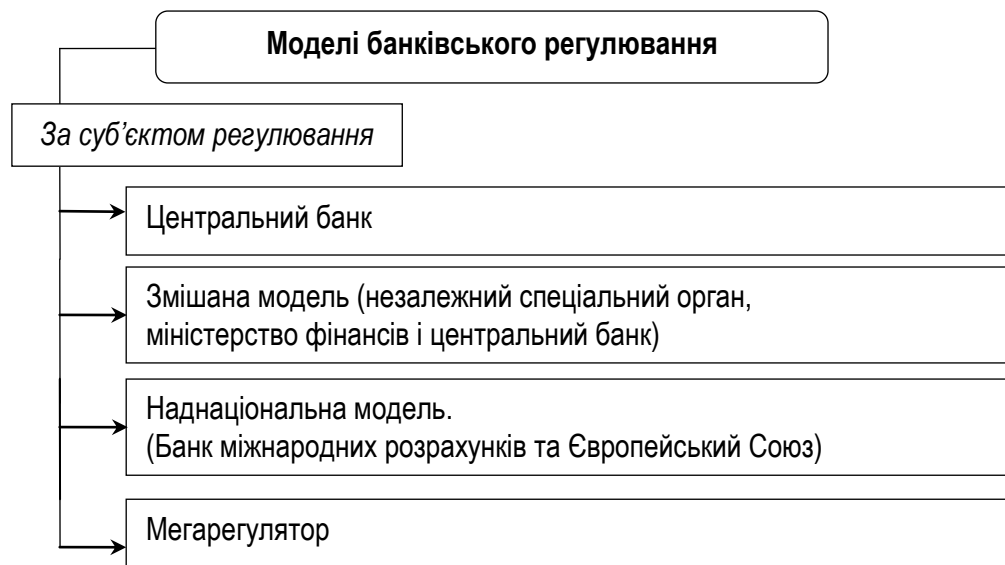 Моделі банківського регулювання
За суб’єктом регулювання
Центральний банк
Змішана модель (незалежний спеціальний орган,
міністерство фінансів і центральний банк)
Наднаціональна модель.
(Банк міжнародних розрахунків та Європейський Союз)
Мегарегулятор